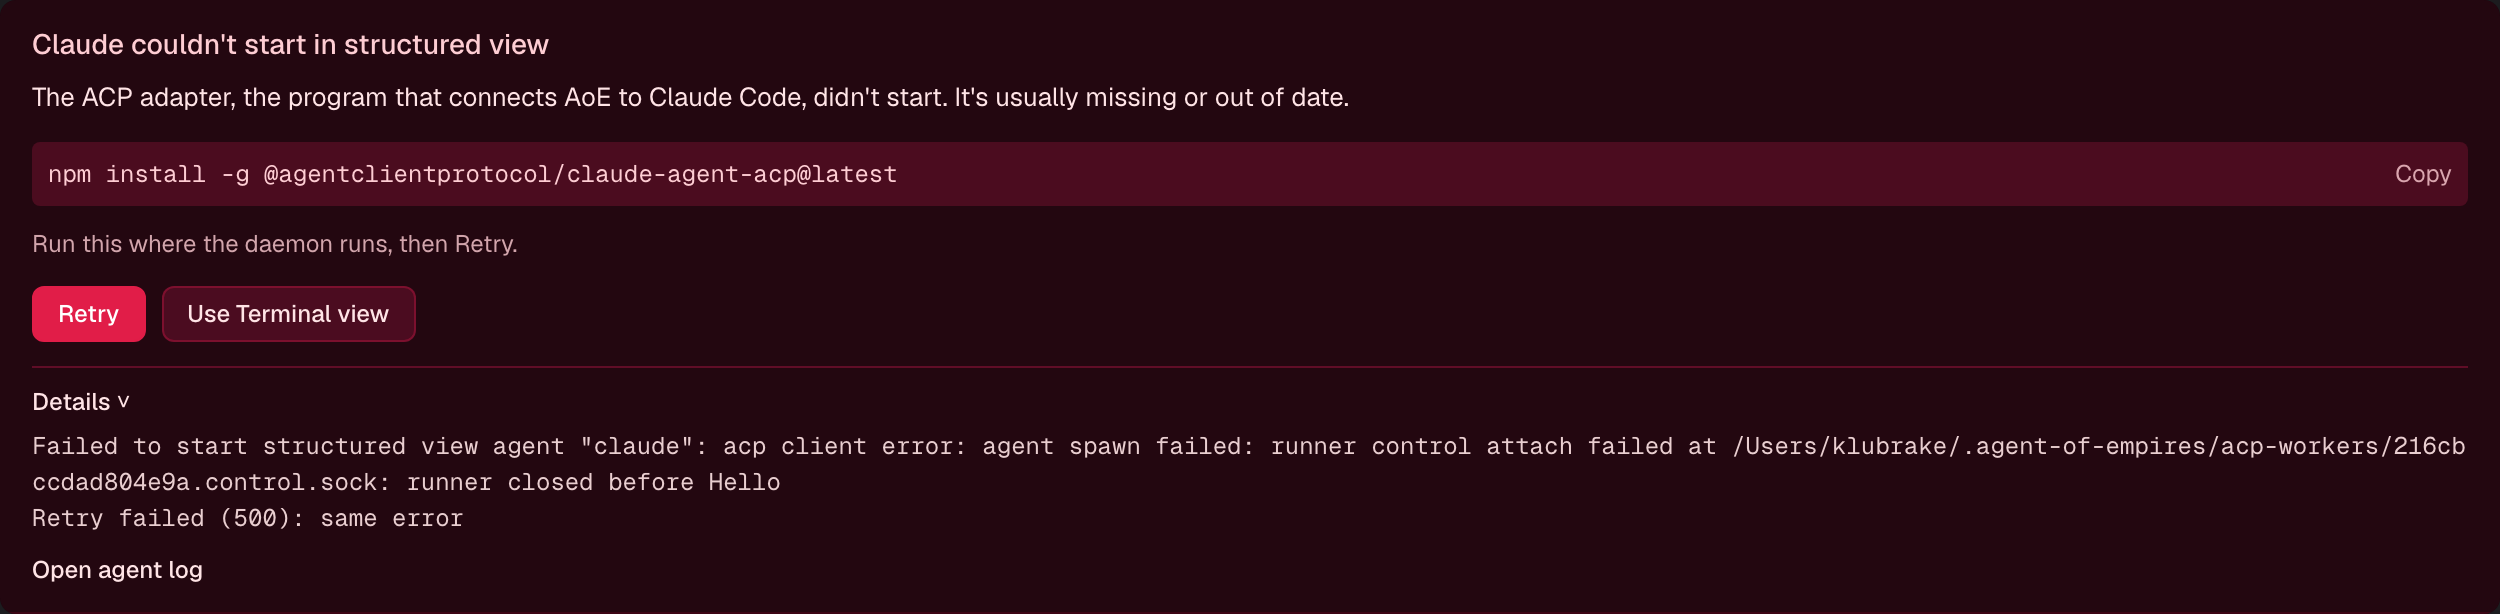 Claude couldn't start in structured view
The ACP adapter, the program that connects AoE to Claude Code, didn't start. It's usually missing or out of date.
npm install -g @agentclientprotocol/claude-agent-acp@latest
Copy
Run this where the daemon runs, then Retry.
Retry
Use Terminal view
Details ˅
Failed to start structured view agent "claude": acp client error: agent spawn failed: runner control attach failed at /Users/klubrake/.agent-of-empires/acp-workers/216cb
ccdad804e9a.control.sock: runner closed before Hello
Retry failed (500): same error
Open agent log